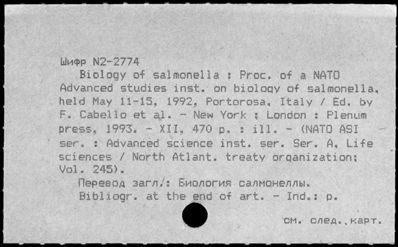 Шифр N2-2774
Biology of salmonella : Proc. of a NATO
Advanced studies inst. on biology of salmonella,
held May 11-15, 1992, Portorosa, Italy / Ed. by
F. Cabello et al. - New York ; London : Plenum
press, 1993. - XII, 470 p. : ill. - (NATO ASI
ser. : Advanced science inst. ser. Ser. A, Life
sciences / North Atlant. treaty organization;
Vol. 245).
Перевод загл.: Биология салмонеллы.
Bibliogr. at the end of art. - Ind.: p.
См. след. карт.